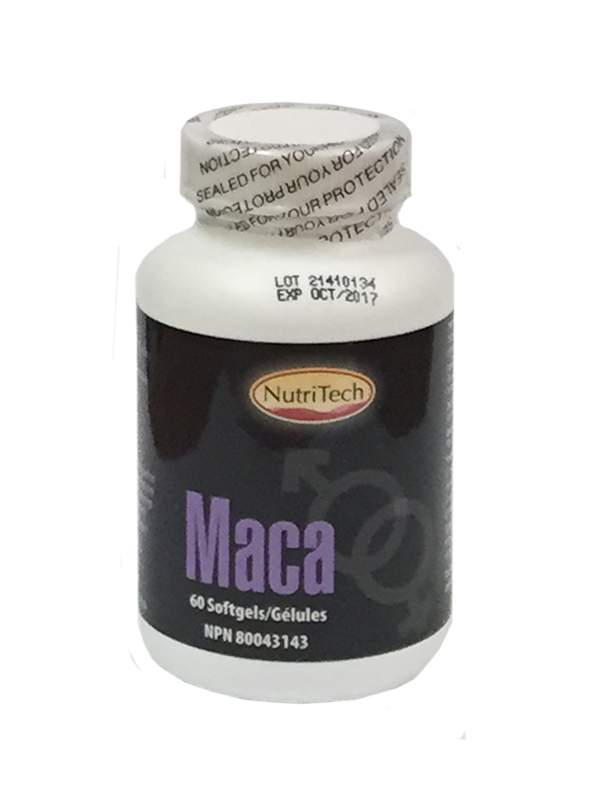 SEALED FOR YOUR PROTECTION
LOT 21410134
EXP OCT/2017
NutriTech
Maca
60 Softgels/Gélules
NPN 80043143